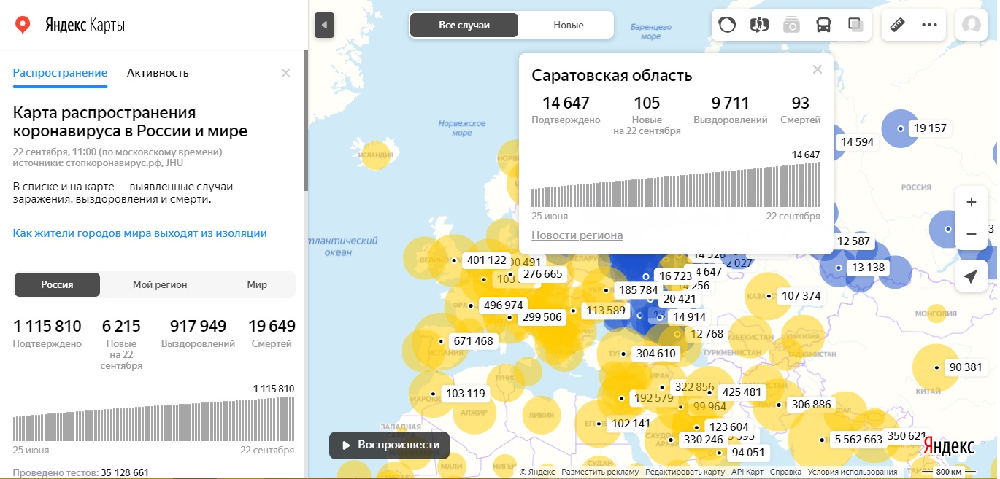 Яндекс Карты
Распространение
Активность
Карта распространения
коронавируса в России и мире
22 сентября, 11:00 (по московскому времени)
источники: стопкоронавирус.рф, JHU
В списке и на карте — выявленные случаи
заражения, выздоровления и смерти.
Как жители городов мира выходят из изоляции
Россия
Мой регион
Мир
1 115 810
Подтверждено
6 215
Новые
на 22
сентября
917 949
Выздоровлений
19 649
Смертей
1 115 810
25 июня
22 сентября
Проведено тестов: 35 128 661
Все случаи
Новые
Баренцево
море
Саратовская область
14 647
Подтверждено
105
Новые
на 22 сентября
9 711
Выздоровлений
93
Смертей
14 647
25 июня
22 сентября
Новости региона
Норвежское
море
ИСЛАНДИЯ
19 157
14 594
РОССИЯ
12 587
13 138
океан
401 122
276 665
16 723
185 784
20 421
107 374
496 974
299 506
113 589
14 914
МОНГОЛИЯ
12 768
671 468
ИСПАНИЯ
304 610
УЗБЕКИСТАН
КИРГИЗИЯ
ТУРКМЕНИСТАН
ТАДЖИКИСТАН
90 381
КИТАЙ
ТУНИС
ИРАК
322 856
425 481
103 119
МАРОККО
192 579
99 964
306 886
АЛЖИР
ЛИВИЯ
102 141
123 604
ЗАПАДНАЯ
САХАРА
330 246
5 562 663
350 621
94 051
Воспроизвести
МАЛИ
НИГЕР
СУДАН
Яндекс
© Яндекс
Разместить рекламу
Редактировать карту
API Карт
Справка
Условия использования
800 км